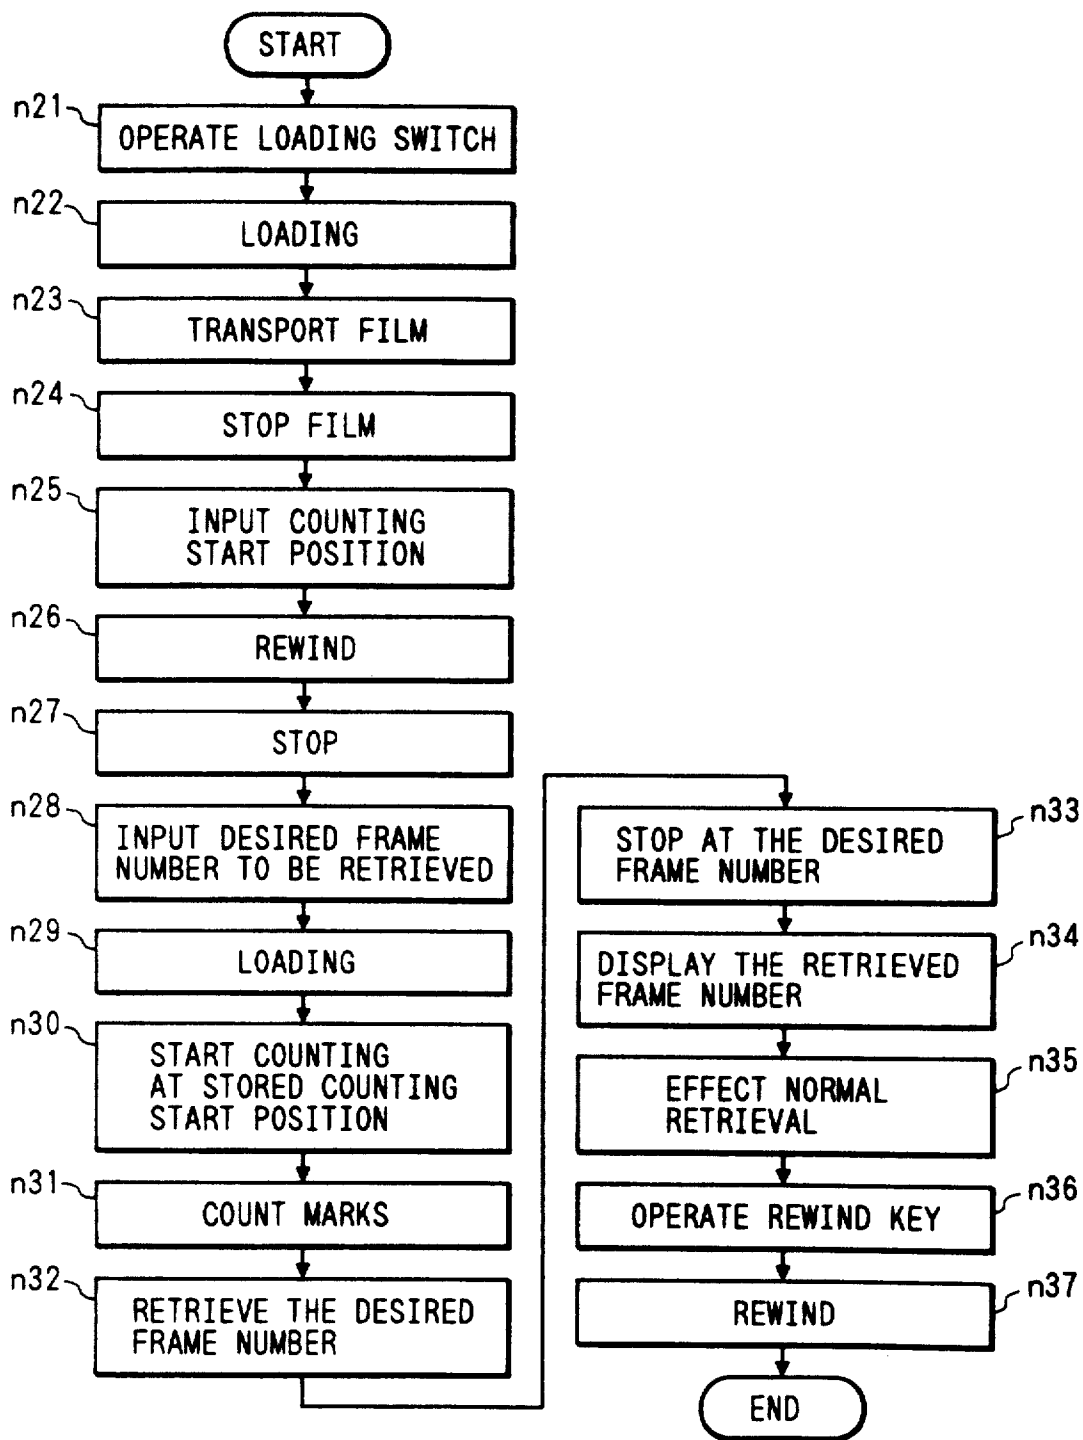 START
n21
OPERATE LOADING SWITCH
n22
LOADING
n23
TRANSPORT FILM
n24
STOP FILM
n25
INPUT COUNTING
START POSITION
n26
REWIND
n27
STOP
n28
INPUT DESIRED FRAME
NUMBER TO BE RETRIEVED
n29
LOADING
n30
START COUNTING
AT STORED COUNTING
START POSITION
n31
COUNT MARKS
n32
RETRIEVE THE DESIRED
FRAME NUMBER
n33
STOP AT THE DESIRED
FRAME NUMBER
n34
DISPLAY THE RETRIEVED
FRAME NUMBER
n35
EFFECT NORMAL
RETRIEVAL
n36
OPERATE REWIND KEY
n37
REWIND
END